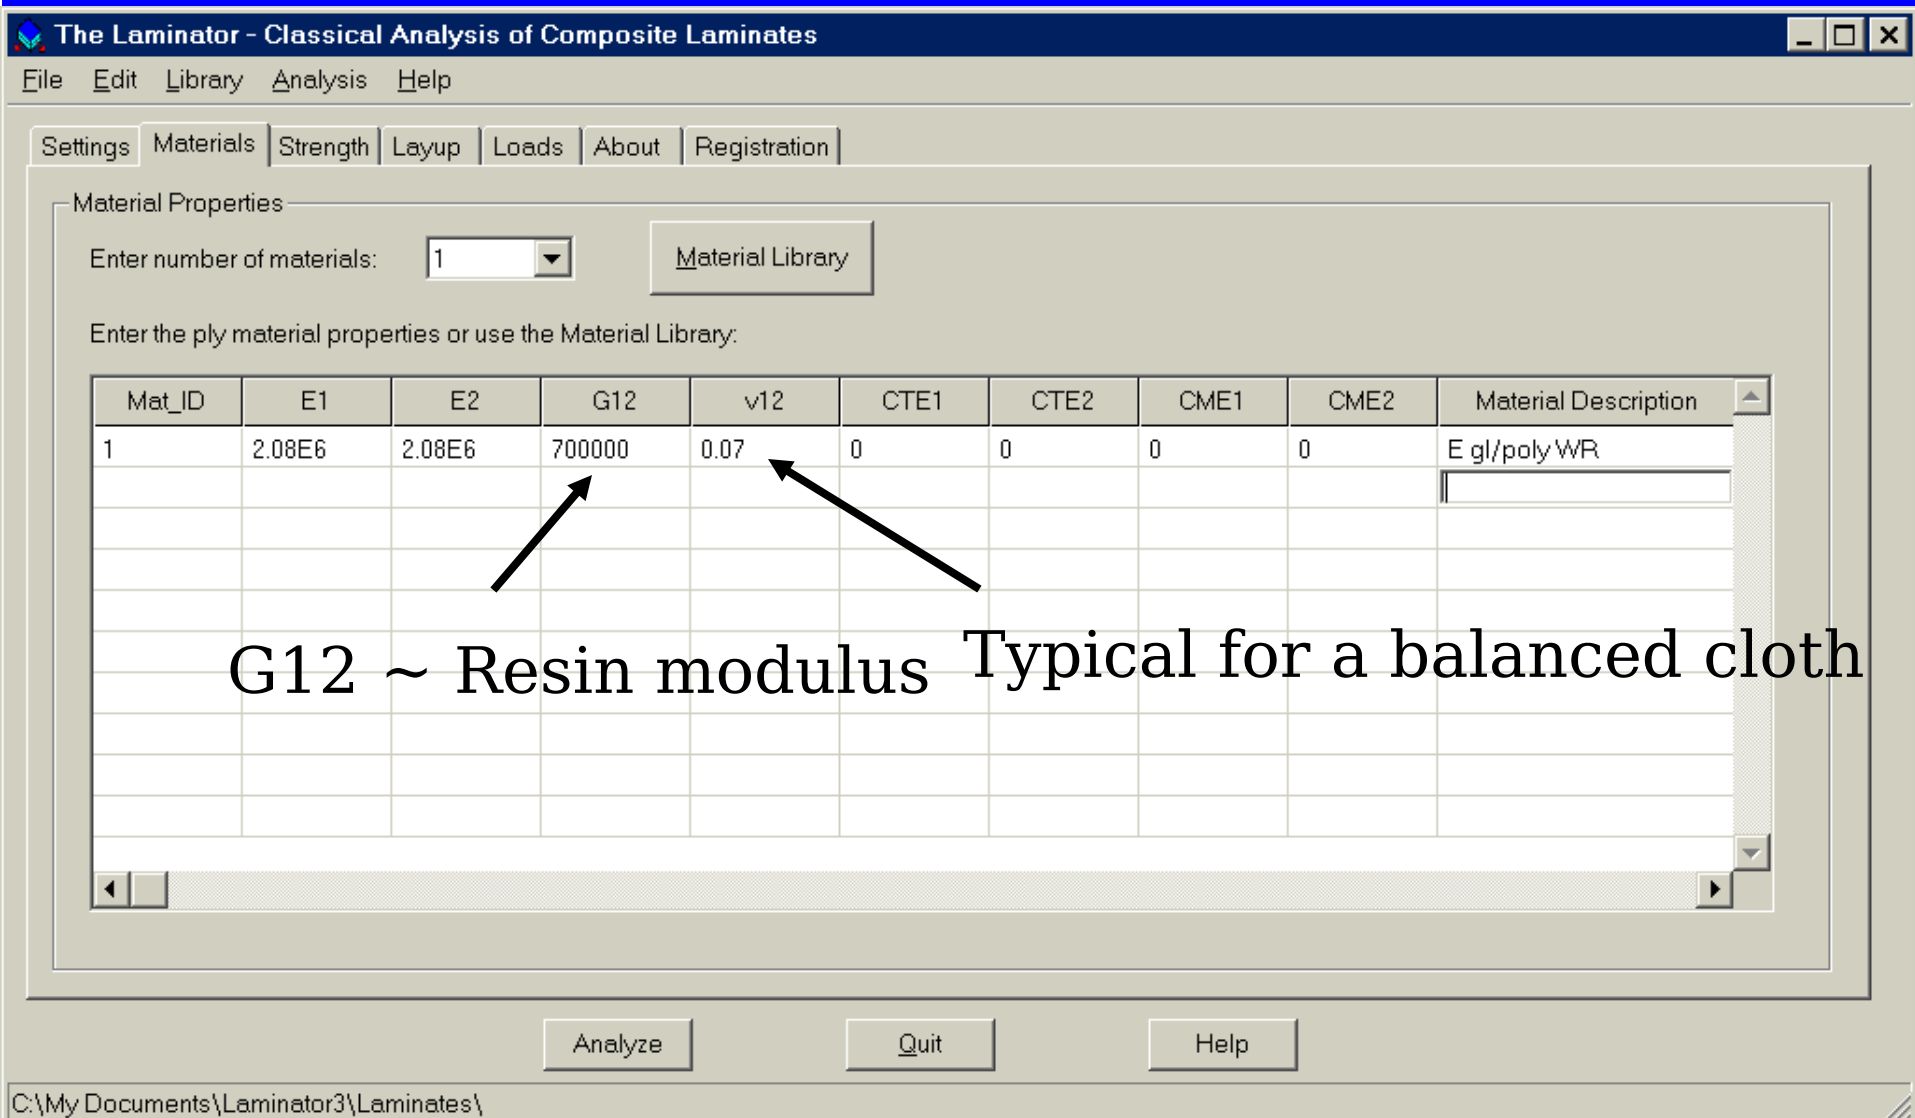 The Laminator - Classical Analysis of Composite Laminates
File Edit Library Analysis Help
Settings Materials Strength Layup Loads About Registration
Material Properties
Enter number of materials: 1 Material Library
Enter the ply material properties or use the Material Library:
Mat_ID E1 E2 G12 v12 CTE1 CTE2 CME1 CME2 Material Description
1 2.08E6 2.08E6 700000 0.07 0 0 0 0 E gl/poly WR
G12 ~ Resin modulus Typical for a balanced cloth
Analyze Quit Help
C:\My Documents\Laminator3\Laminates\